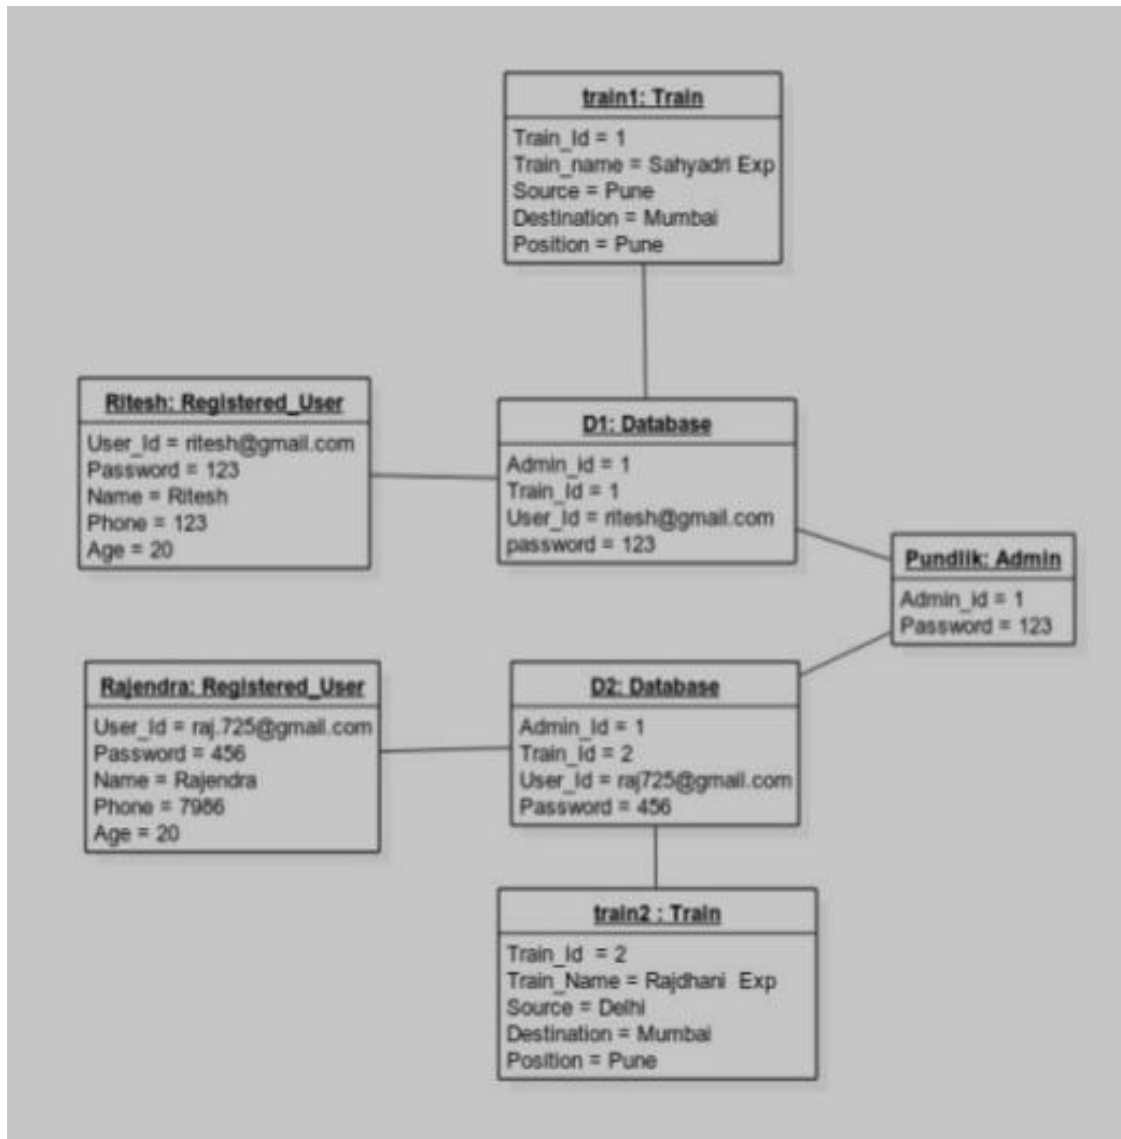 train1: Train
Train_Id = 1
Train_name = Sahyadri Exp
Source = Pune
Destination = Mumbai
Position = Pune
Ritesh: Registered_User
User_Id = ritesh@gmail.com
Password = 123
Name = Ritesh
Phone = 123
Age = 20
D1: Database
Admin_id = 1
Train_Id = 1
User_Id = ritesh@gmail.com
password = 123
Pundlik: Admin
Admin_id = 1
Password = 123
Rajendra: Registered_User
User_Id = raj.725@gmail.com
Password = 456
Name = Rajendra
Phone = 7986
Age = 20
D2: Database
Admin_Id = 1
Train_Id = 2
User_Id = raj725@gmail.com
Password = 456
train2 : Train
Train_Id = 2
Train_Name = Rajdhani Exp
Source = Delhi
Destination = Mumbai
Position = Pune